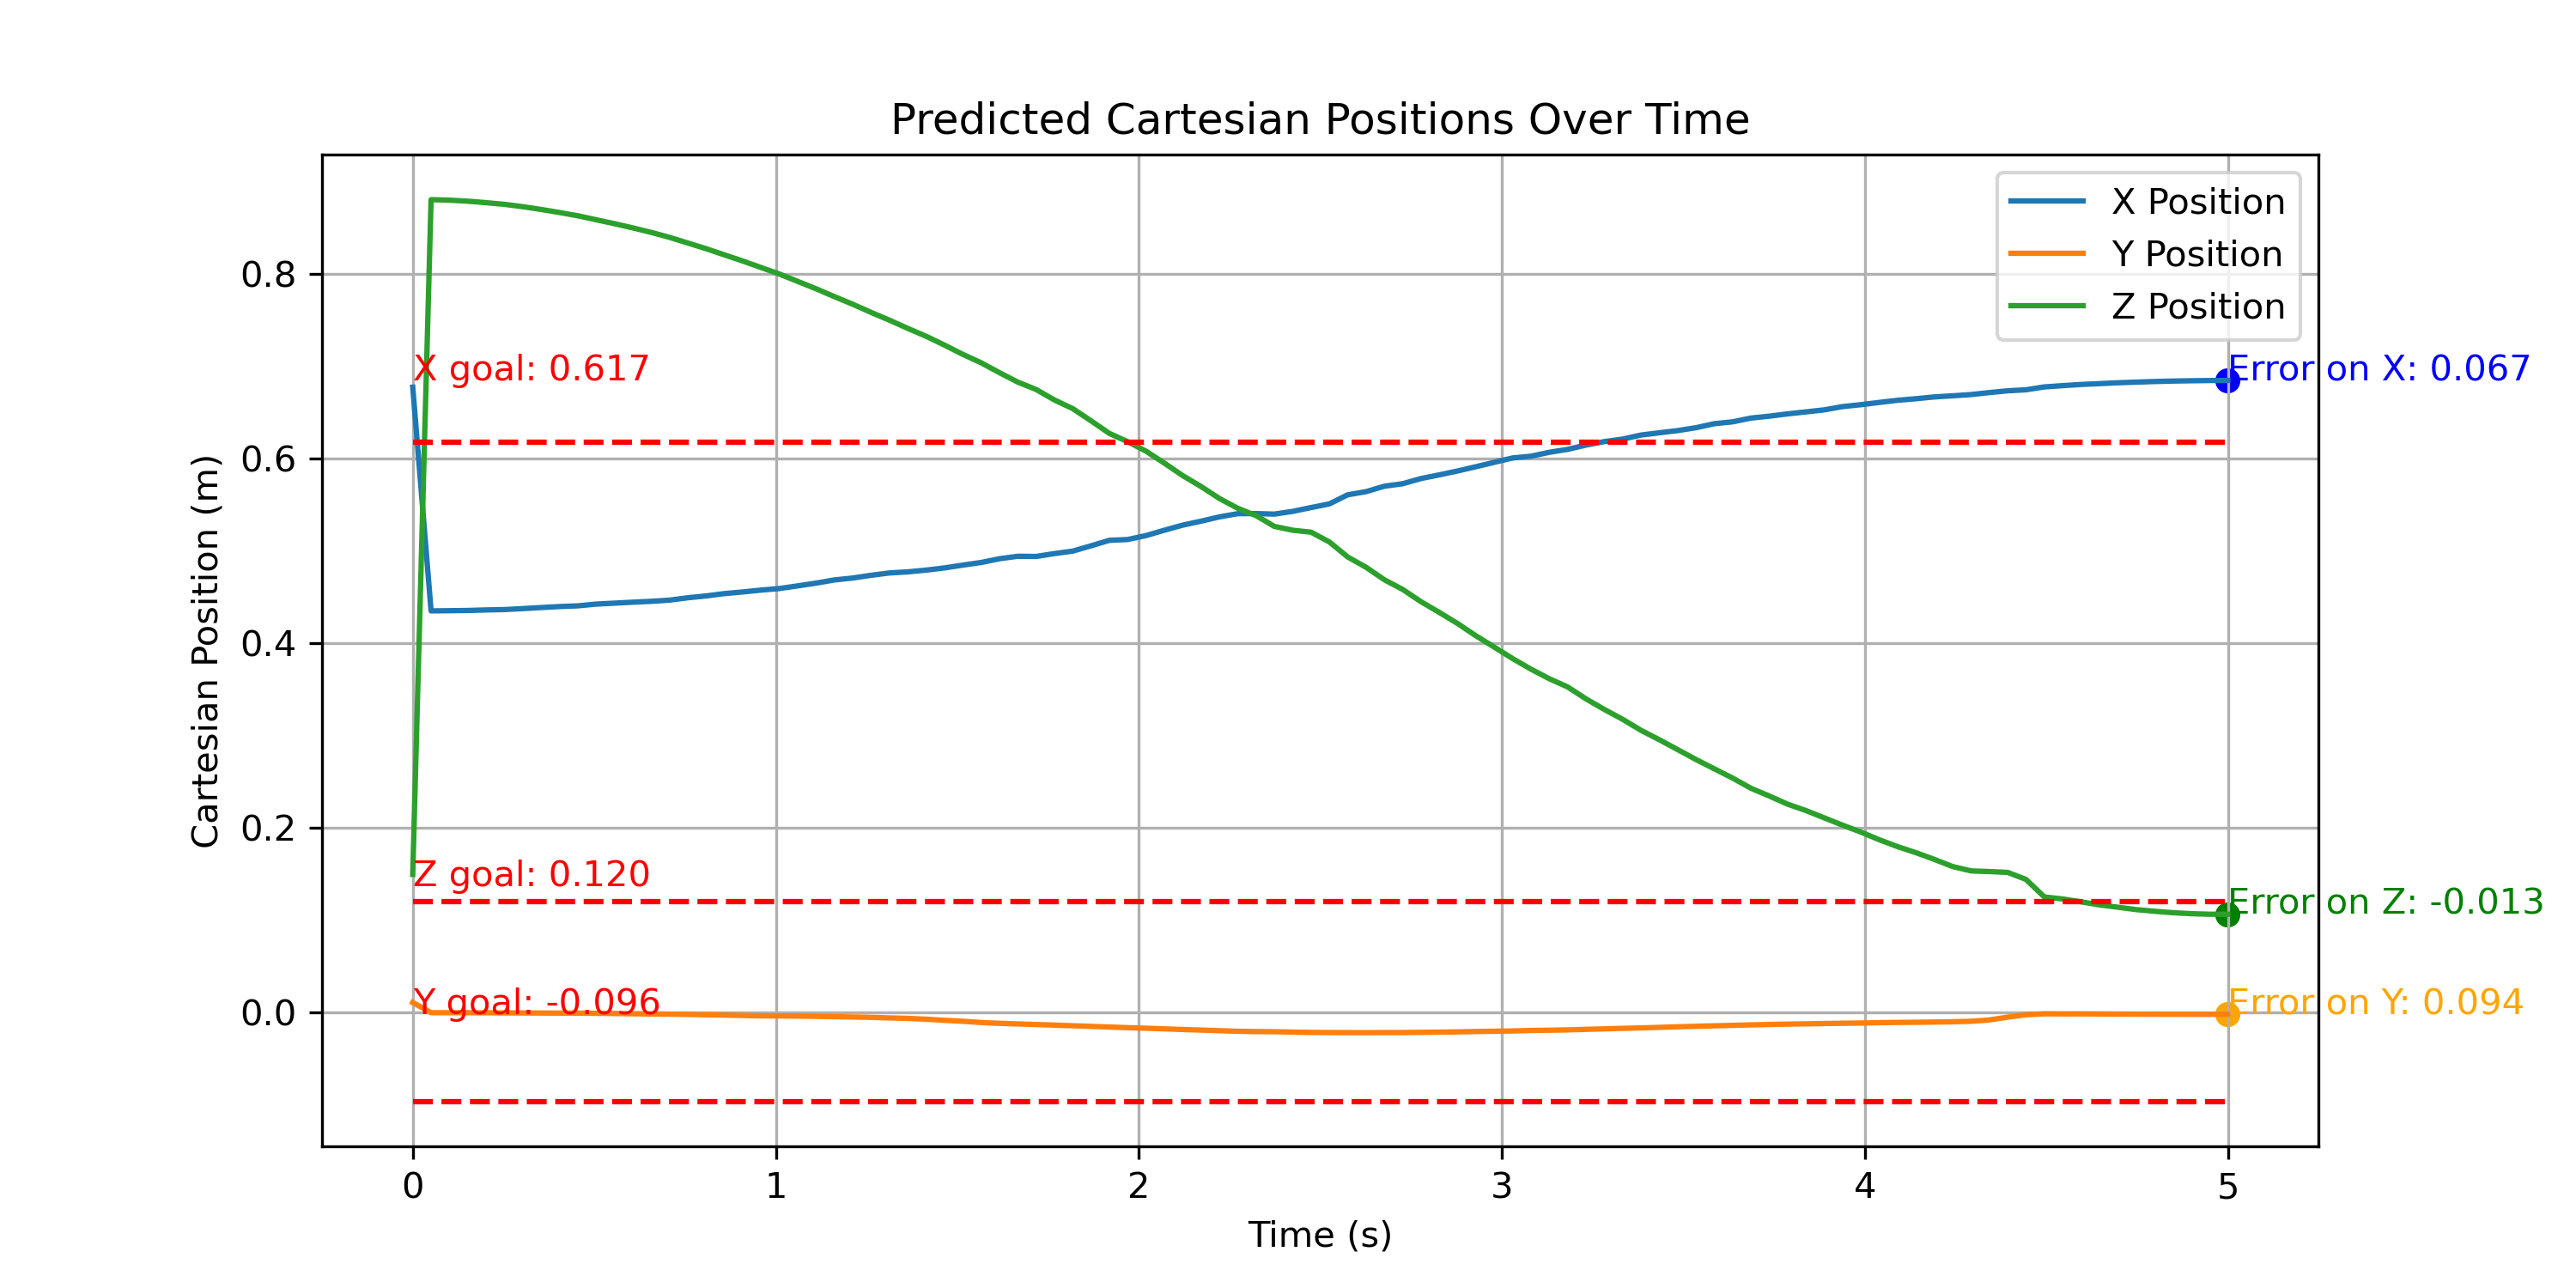 Predicted Cartesian Positions Over Time
X Position
Y Position
Z Position
X goal: 0.617
Error on X: 0.067
Z goal: 0.120
Error on Z: -0.013
Y goal: -0.096
Error on Y: 0.094
Cartesian Position (m)
0.8
0.6
0.4
0.2
0.0
0 1 2 3 4 5
Time (s)